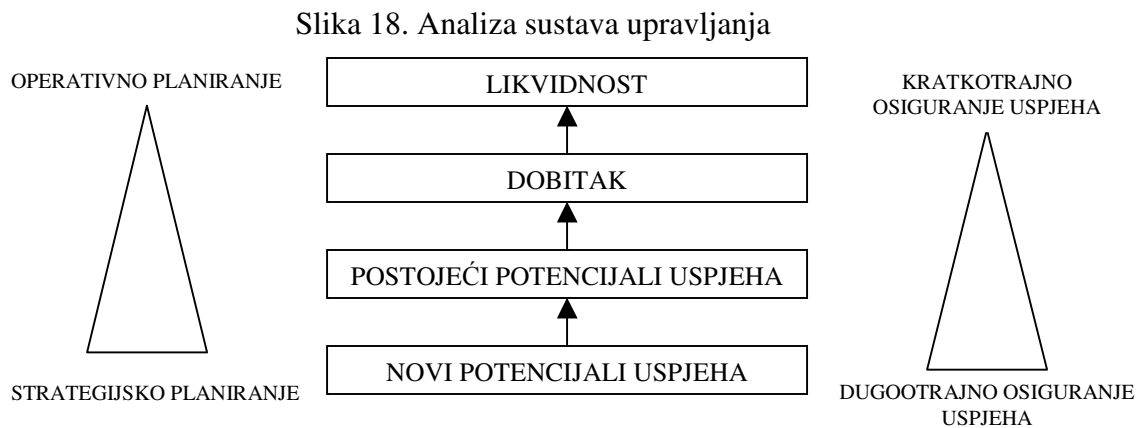 Slika 18. Analiza sustava upravljanja
OPERATIVNO PLANIRANJE
LIKVIDNOST
KRATKOTRAJNO
OSIGURANJE USPJEHA
DOBITAK
POSTOJEĆI POTENCIJALI USPJEHA
NOVI POTENCIJALI USPJEHA
STRATEGIJSKO PLANIRANJE
DUGOOTRAJNO OSIGURANJE
USPJEHA